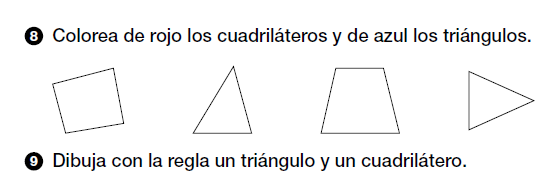 8 Colorea de rojo los cuadriláteros y de azul los triángulos.
9 Dibuja con la regla un triángulo y un cuadrilátero.